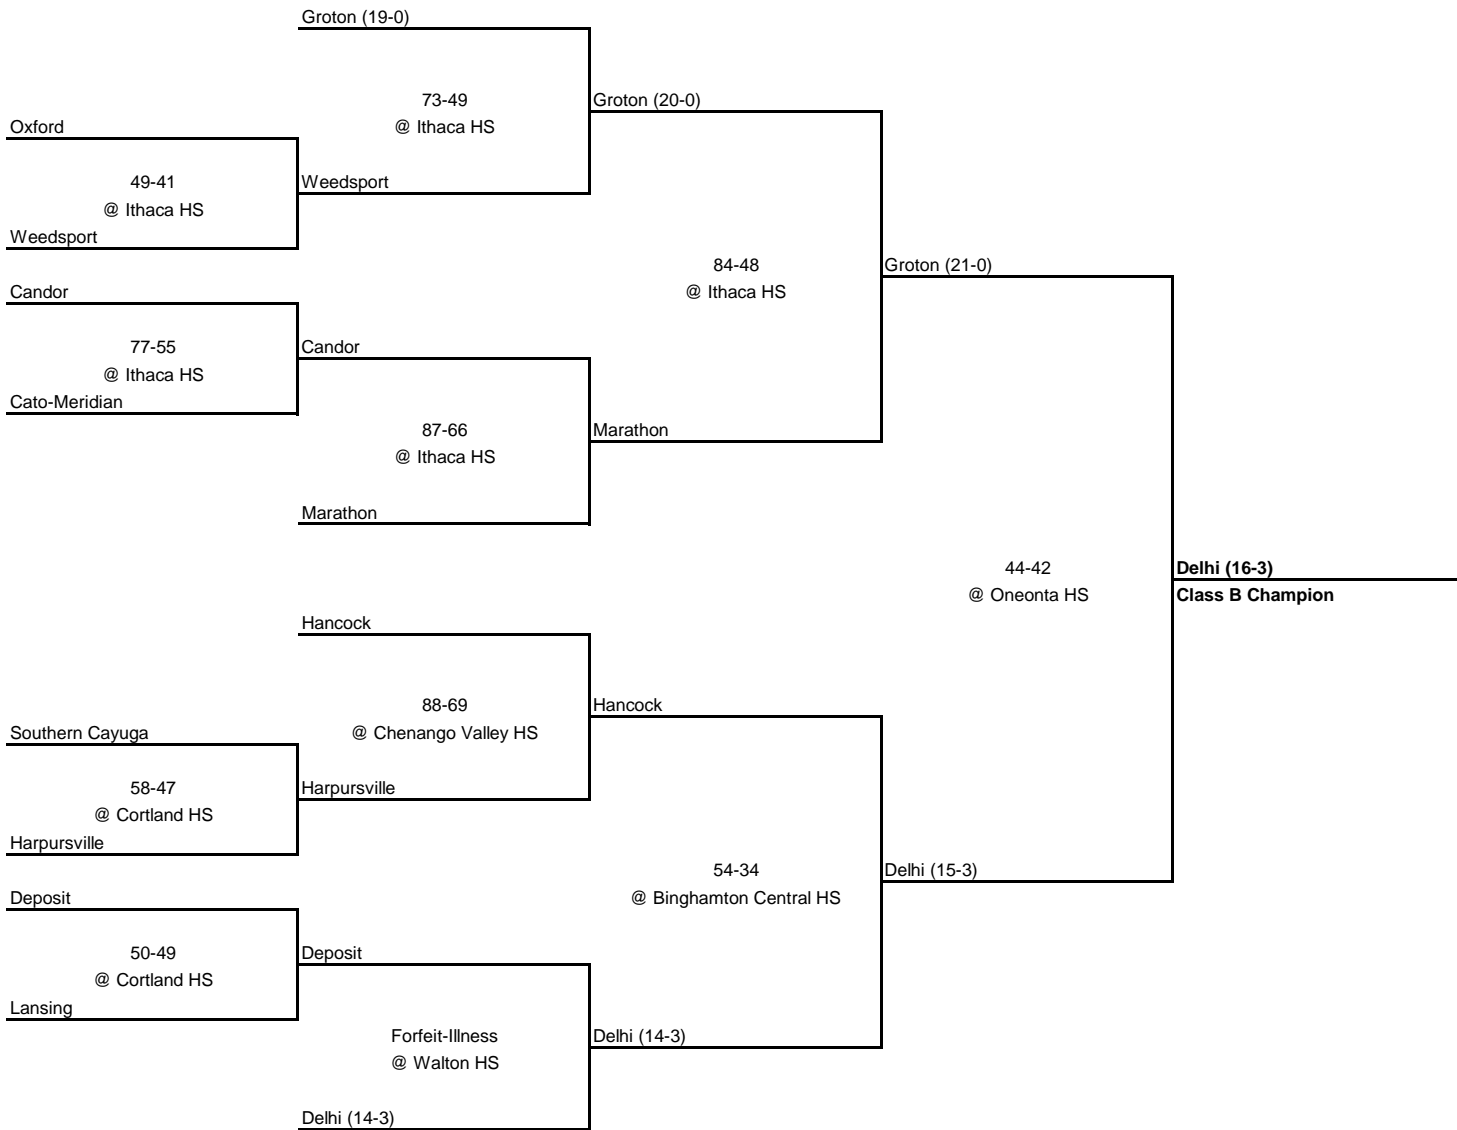 Groton (19-0)
73-49
@ Ithaca HS
Groton (20-0)
Oxford
49-41
@ Ithaca HS
Weedsport
Weedsport
84-48
@ Ithaca HS
Groton (21-0)
Candor
77-55
@ Ithaca HS
Candor
Cato-Meridian
87-66
@ Ithaca HS
Marathon
Marathon
44-42
@ Oneonta HS
Delhi (16-3)
Class B Champion
Hancock
88-69
@ Chenango Valley HS
Hancock
Southern Cayuga
58-47
@ Cortland HS
Harpursville
Harpursville
54-34
@ Binghamton Central HS
Delhi (15-3)
Deposit
50-49
@ Cortland HS
Deposit
Lansing
Forfeit-Illness
@ Walton HS
Delhi (14-3)
Delhi (14-3)